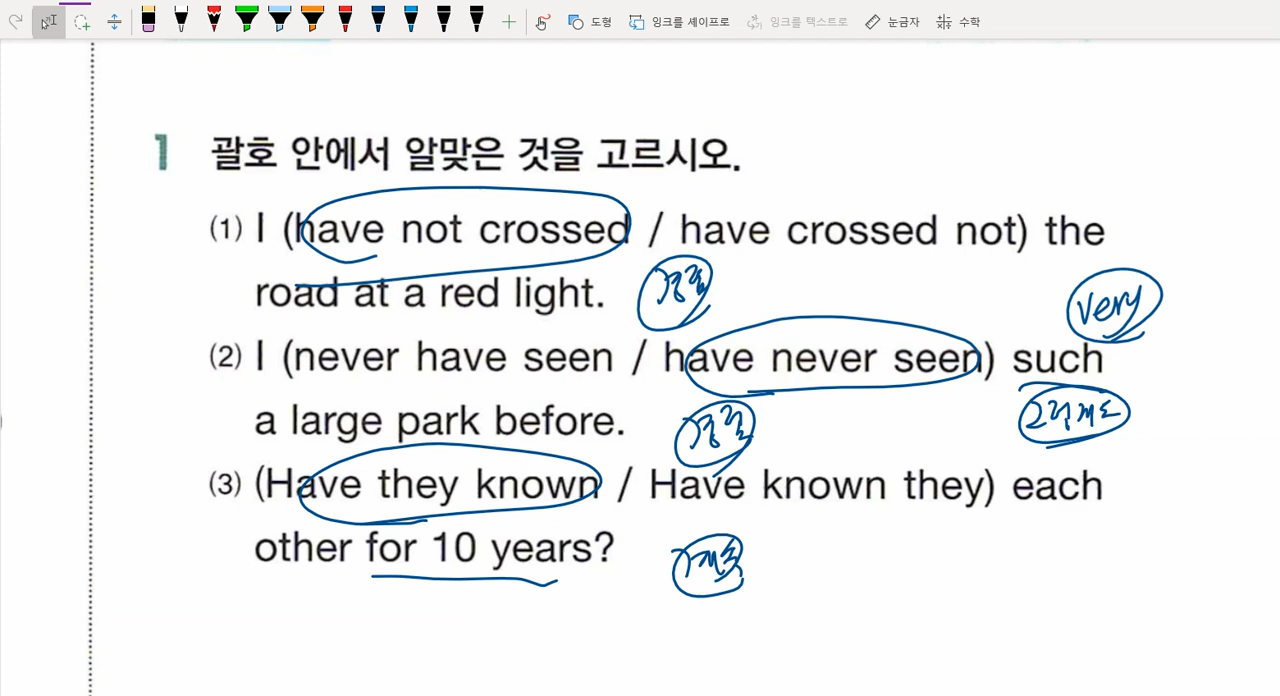 도형 잉크를 셰이프로 잉크를 텍스트로 눈금자 수학
1 괄호 안에서 알맞은 것을 고르시오.
(1) I (have not crossed / have crossed not) the
road at a red light. 경험
very
(2) I (never have seen / have never seen) such
a large park before. 경험 그정도
(3) (Have they known / Have known they) each
other for 10 years? 계속